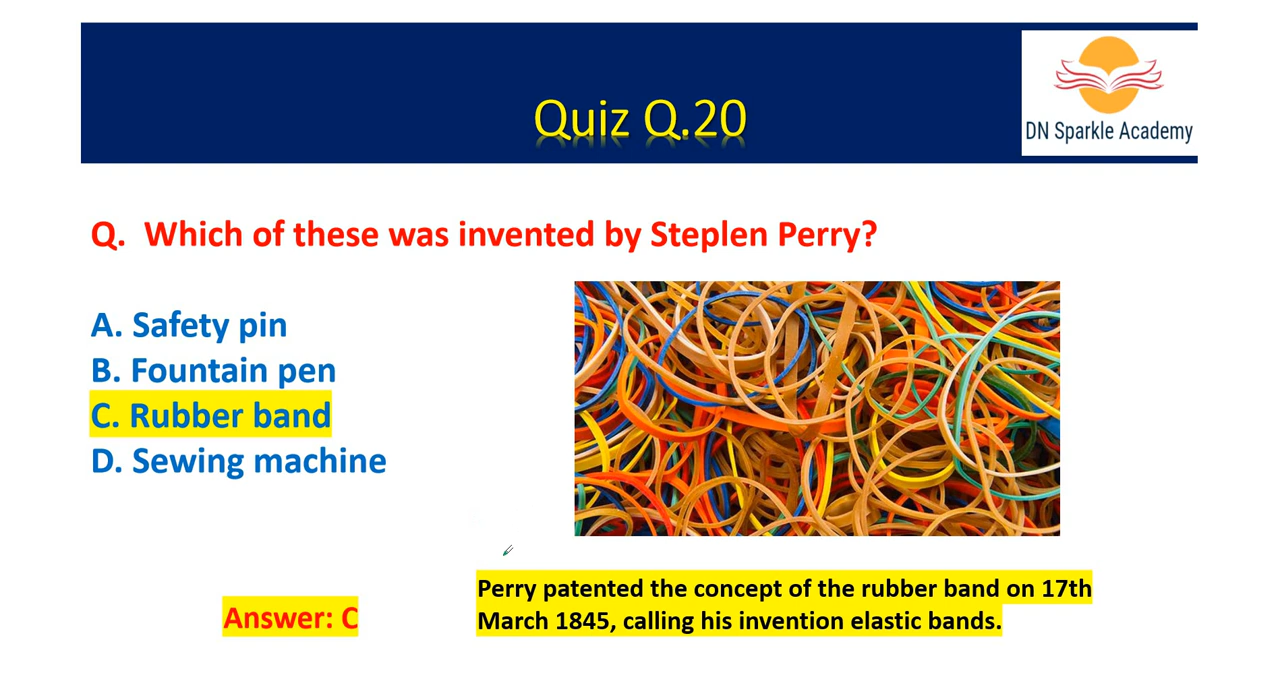 Quiz Q.20
DN Sparkle Academy
Q. Which of these was invented by Steplen Perry?
A. Safety pin
B. Fountain pen
C. Rubber band
D. Sewing machine
Answer: C
Perry patented the concept of the rubber band on 17th
March 1845, calling his invention elastic bands.